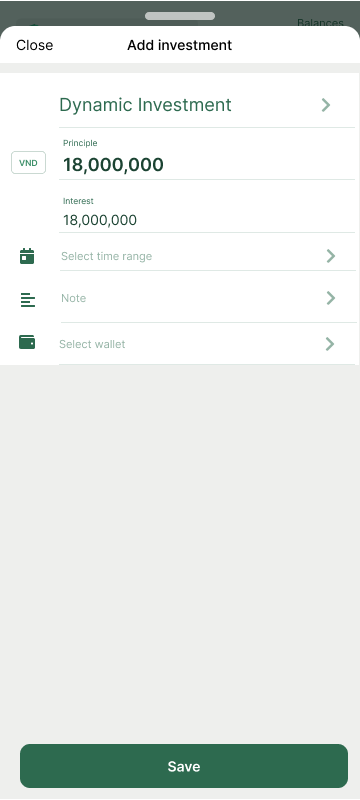 Balances
Close
Add investment
Dynamic Investment
Principle
VND
18,000,000
Interest
18,000,000
Select time range
Note
Select wallet
Save